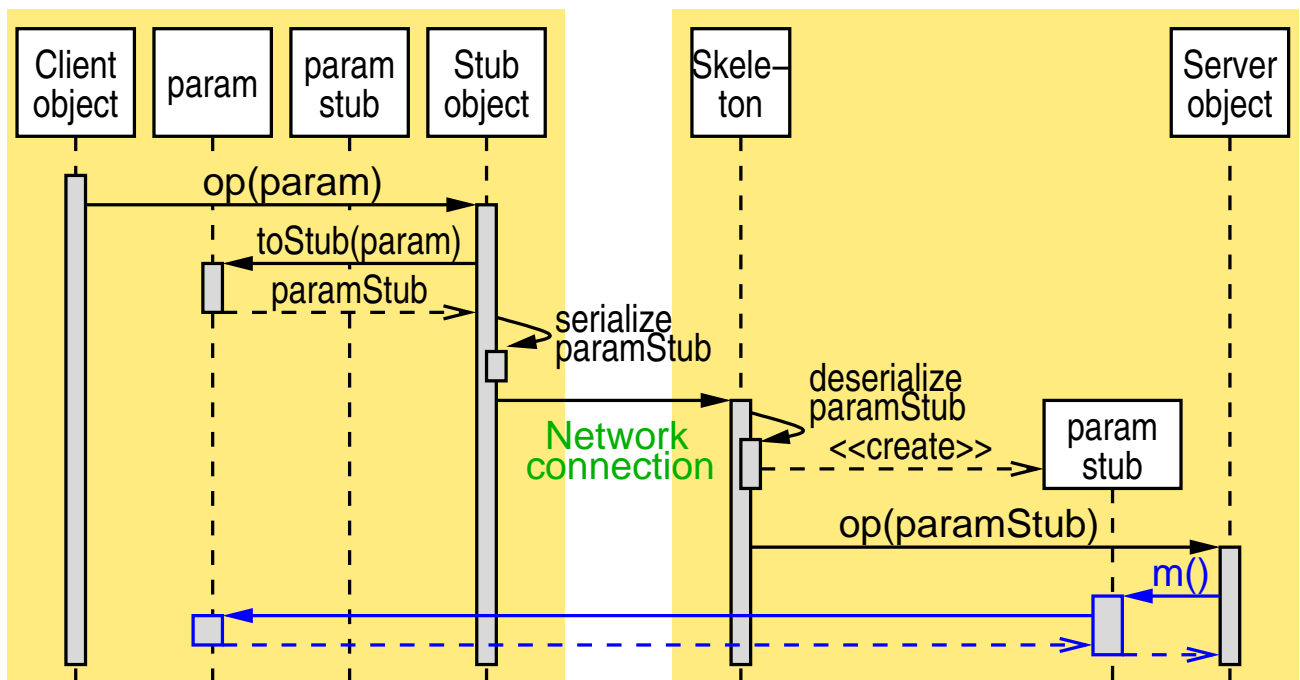 Client
object
param
param
stub
Stub
object
Skele–
ton
Server
object
op(param)
toStub(param)
paramStub
serialize
paramStub
deserialize
paramStub
<<create>>
param
stub
Network
connection
op(paramStub)
m()